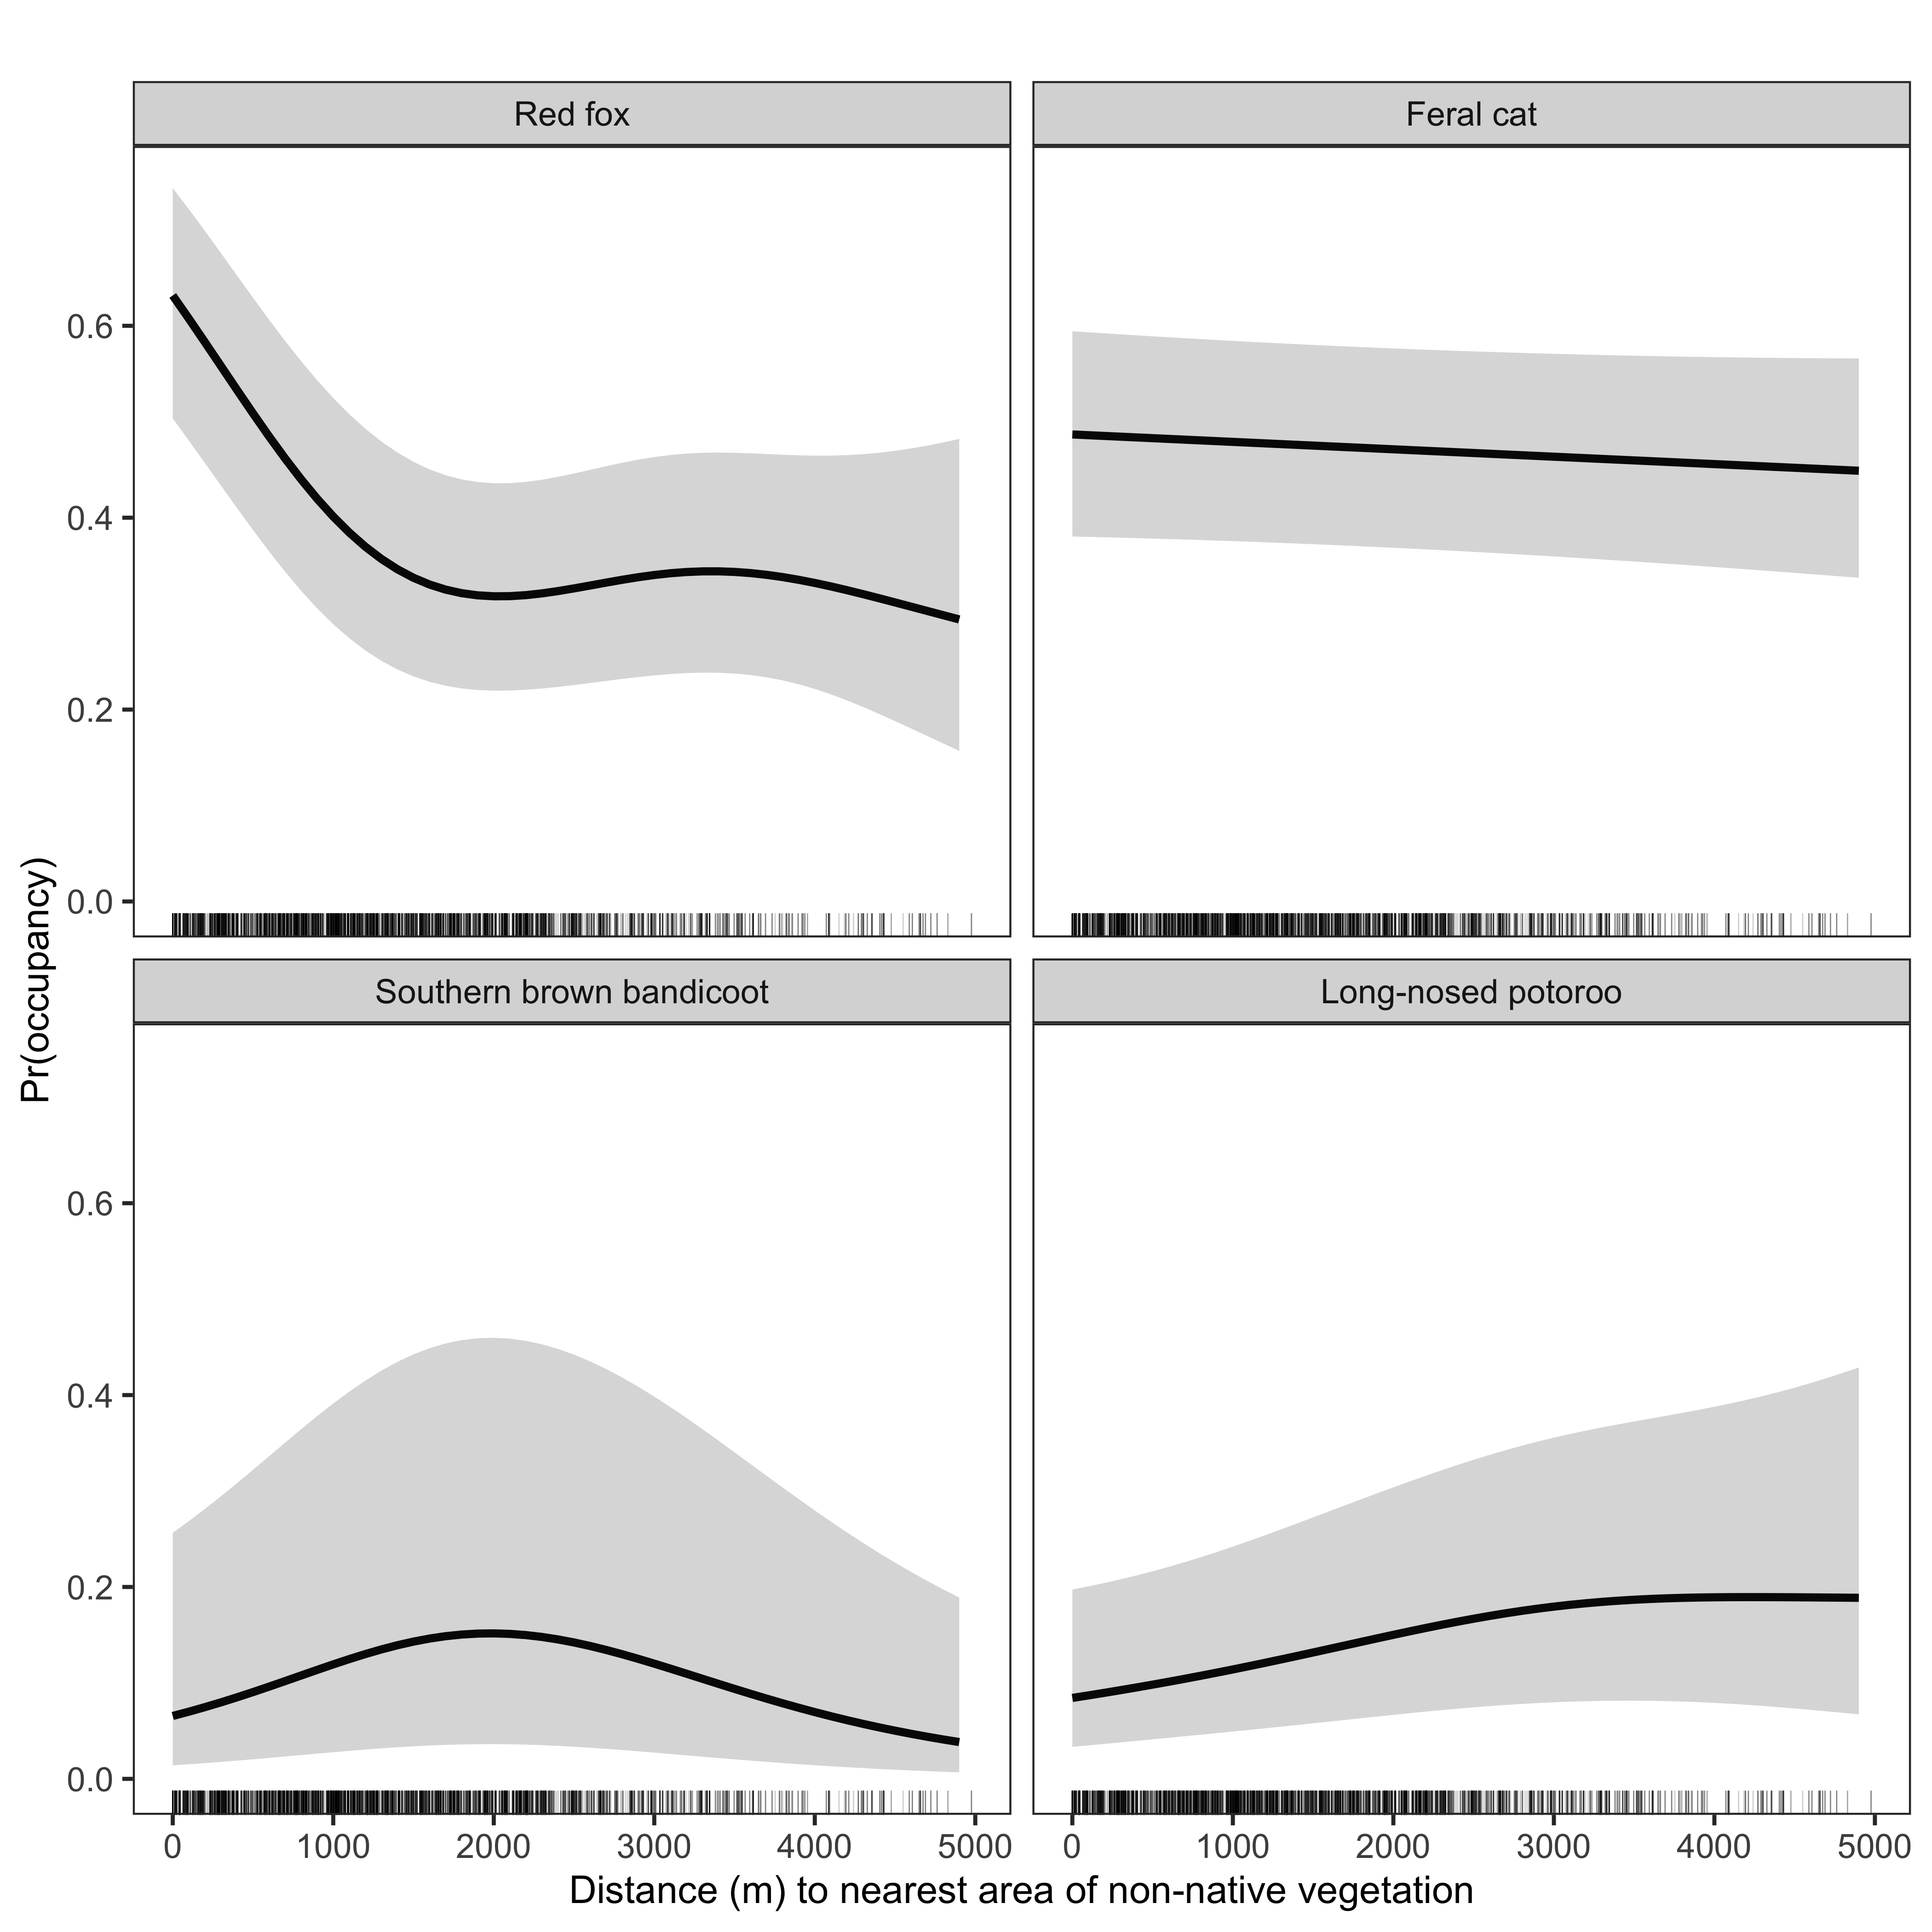 Red fox
Feral cat
0.6
0.4
0.2
0.0
Pr(occupancy)
Southern brown bandicoot
Long-nosed potoroo
0.6
0.4
0.2
0.0
0 1000 2000 3000 4000 5000
0 1000 2000 3000 4000 5000
Distance (m) to nearest area of non-native vegetation